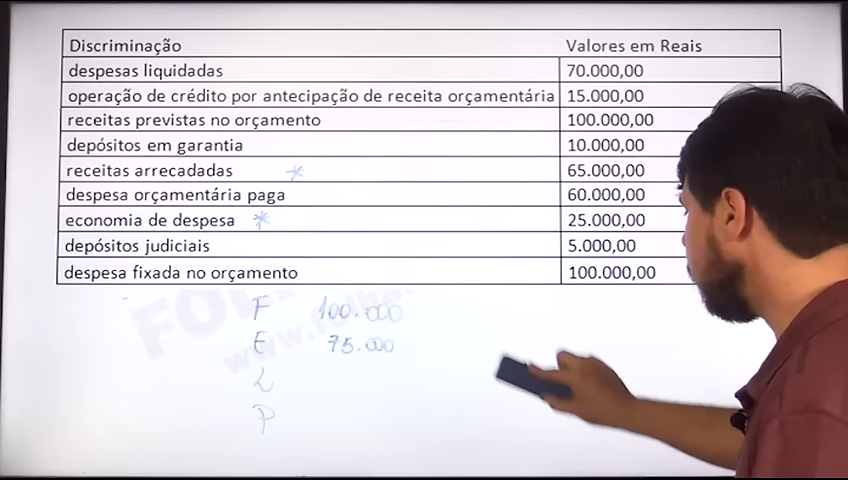 Discriminação Valores em Reais
despesas liquidadas 70.000,00
operação de crédito por antecipação de receita orçamentária 15.000,00
receitas previstas no orçamento 100.000,00
depósitos em garantia 10.000,00
receitas arrecadadas * 65.000,00
despesa orçamentária paga 60.000,00
economia de despesa * 25.000,00
depósitos judiciais 5.000,00
despesa fixada no orçamento 100.000,00
F 100.000
E 75.000
L
P